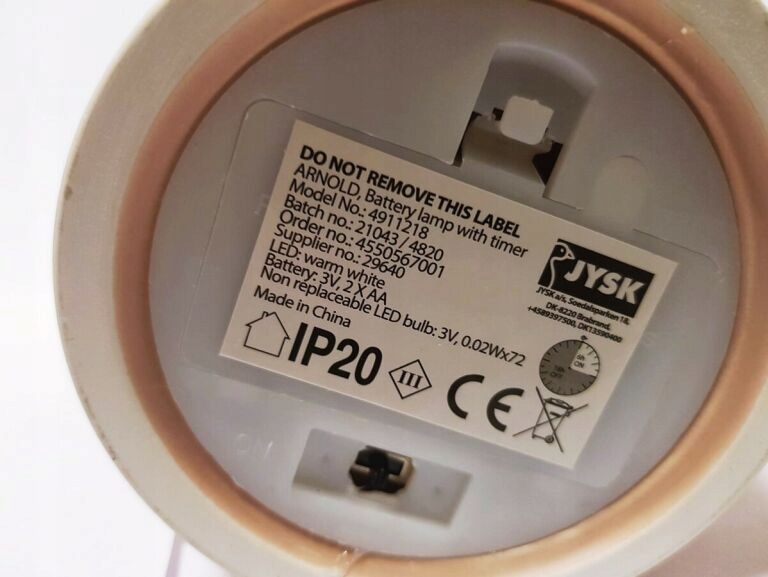 DO NOT REMOVE THIS LABEL
ARNOLD, Battery lamp with timer
Model No.: 4911218
Batch no.: 21043 / 4820
Order no.: 4550567001
Supplier no.: 29640
LED: warm white
Battery: 3V, 2 X AA
Non replaceable LED bulb: 3V, 0.02Wx72
Made in China
IP20
III
CE
JYSK
JYSK a/s, Soedalsparken 18,
DK-8220 Brabrand,
+4589397500, DK13590400
6h
ON
18h
OFF
ON